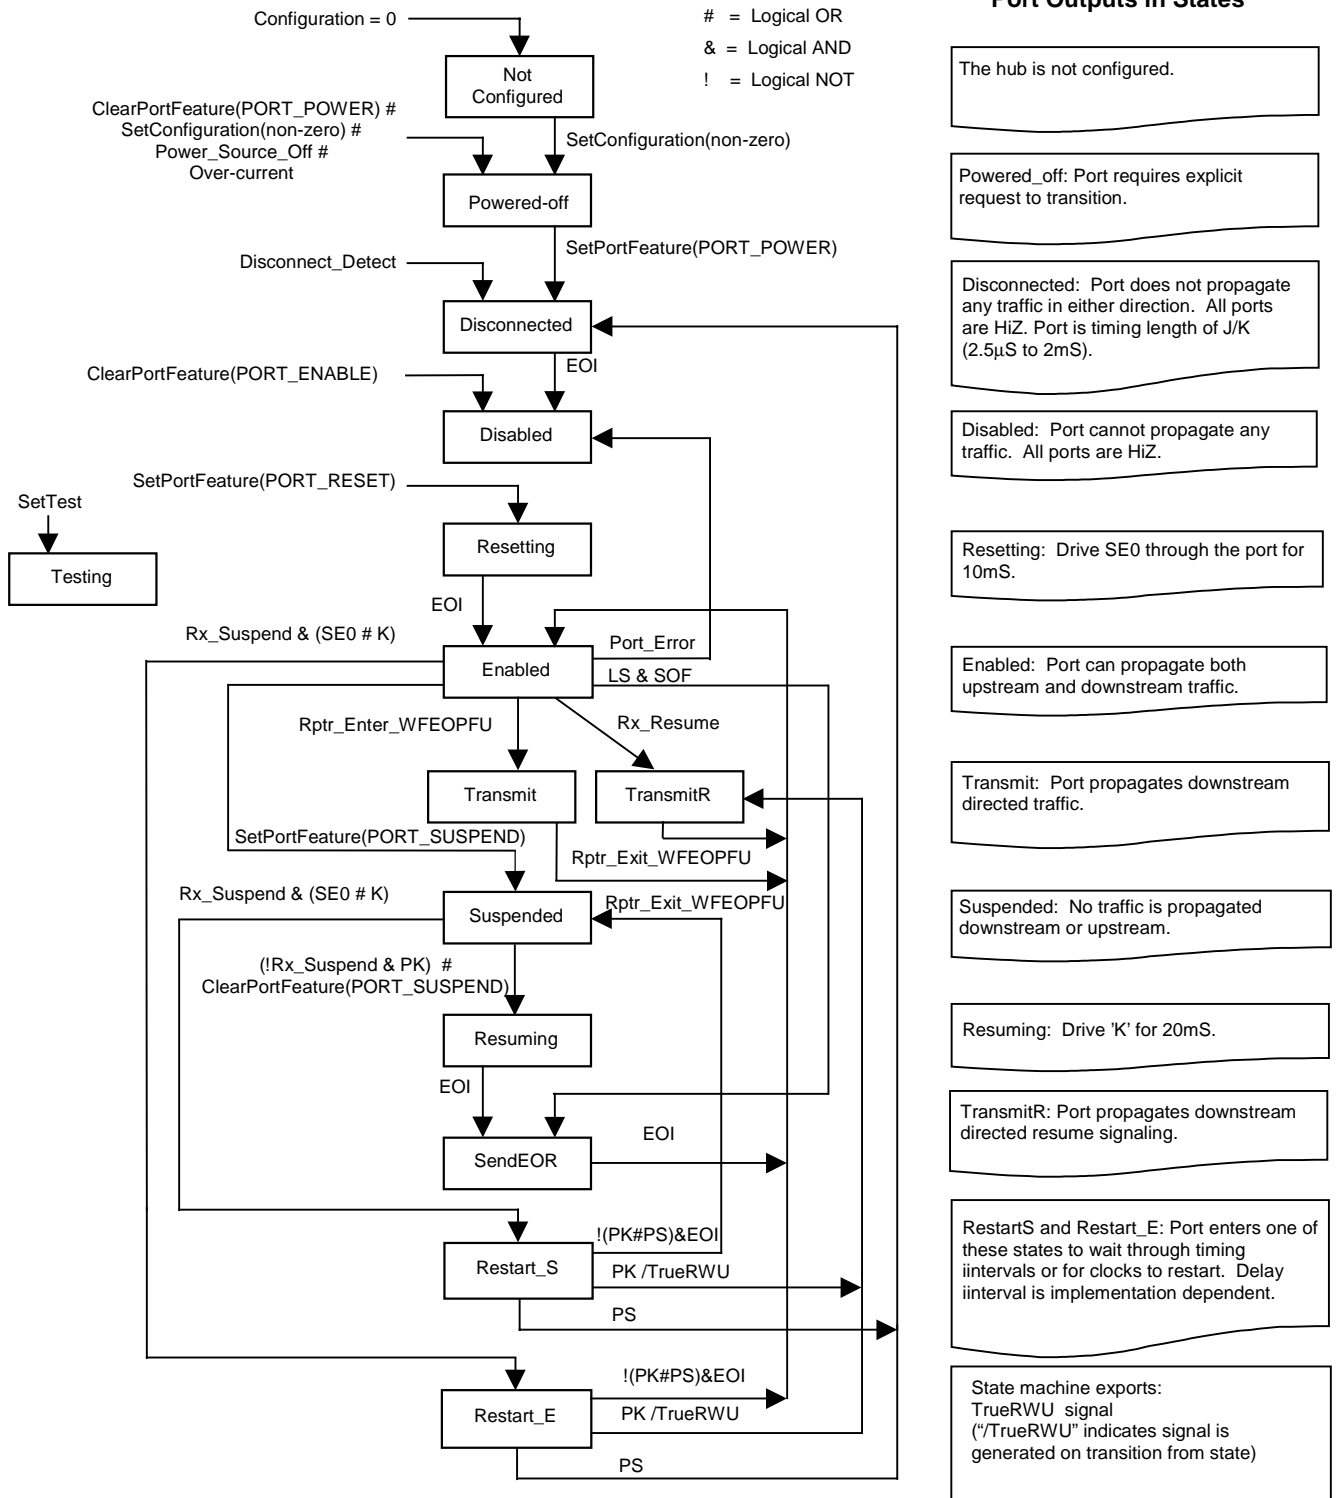 Port Outputs in States
Configuration = 0
# = Logical OR
& = Logical AND
! = Logical NOT
Not
Configured
ClearPortFeature(PORT_POWER) #
SetConfiguration(non-zero) #
Power_Source_Off #
Over-current
SetConfiguration(non-zero)
Powered-off
SetPortFeature(PORT_POWER)
Disconnect_Detect
Disconnected
EOI
ClearPortFeature(PORT_ENABLE)
Disabled
SetPortFeature(PORT_RESET)
SetTest
Testing
Resetting
EOI
Rx_Suspend & (SE0 # K)
Port_Error
Enabled
LS & SOF
Rptr_Enter_WFEOPFU
Rx_Resume
Transmit
TransmitR
SetPortFeature(PORT_SUSPEND)
Rptr_Exit_WFEOPFU
Rx_Suspend & (SE0 # K)
Rptr_Exit_WFEOPFU
Suspended
(!Rx_Suspend & PK) #
ClearPortFeature(PORT_SUSPEND)
Resuming
EOI
EOI
SendEOR
!(PK#PS)&EOI
Restart_S
PK /TrueRWU
PS
!(PK#PS)&EOI
Restart_E
PK /TrueRWU
PS
The hub is not configured.
Powered_off: Port requires explicit
request to transition.
Disconnected: Port does not propagate
any traffic in either direction. All ports
are HiZ. Port is timing length of J/K
(2.5µS to 2mS).
Disabled: Port cannot propagate any
traffic. All ports are HiZ.
Resetting: Drive SE0 through the port for
10mS.
Enabled: Port can propagate both
upstream and downstream traffic.
Transmit: Port propagates downstream
directed traffic.
Suspended: No traffic is propagated
downstream or upstream.
Resuming: Drive 'K' for 20mS.
TransmitR: Port propagates downstream
directed resume signaling.
RestartS and Restart_E: Port enters one of
these states to wait through timing
iintervals or for clocks to restart. Delay
iinterval is implementation dependent.
State machine exports:
TrueRWU signal
(“/TrueRWU” indicates signal is
generated on transition from state)